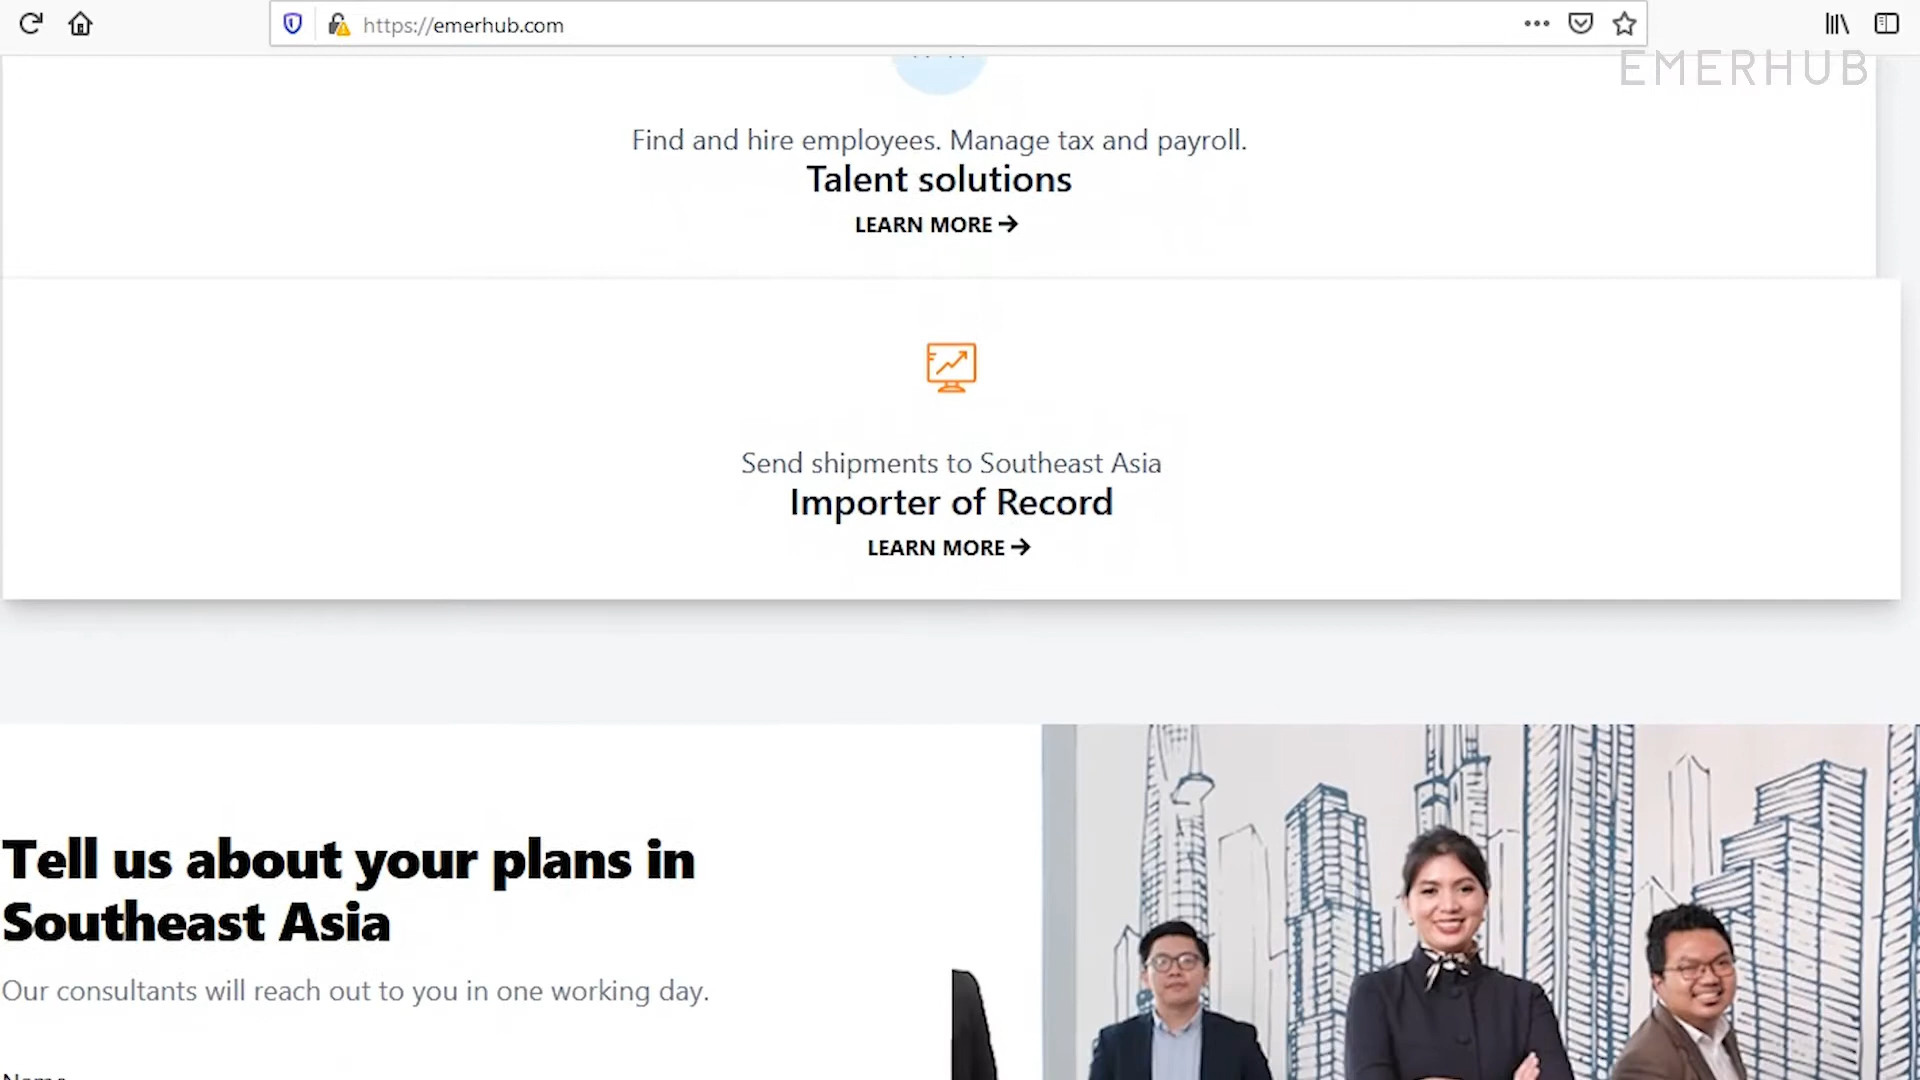 https://emerhub.com
EMERHUB
Find and hire employees. Manage tax and payroll.
Talent solutions
LEARN MORE →
Send shipments to Southeast Asia
Importer of Record
LEARN MORE →
Tell us about your plans in
Southeast Asia
Our consultants will reach out to you in one working day.